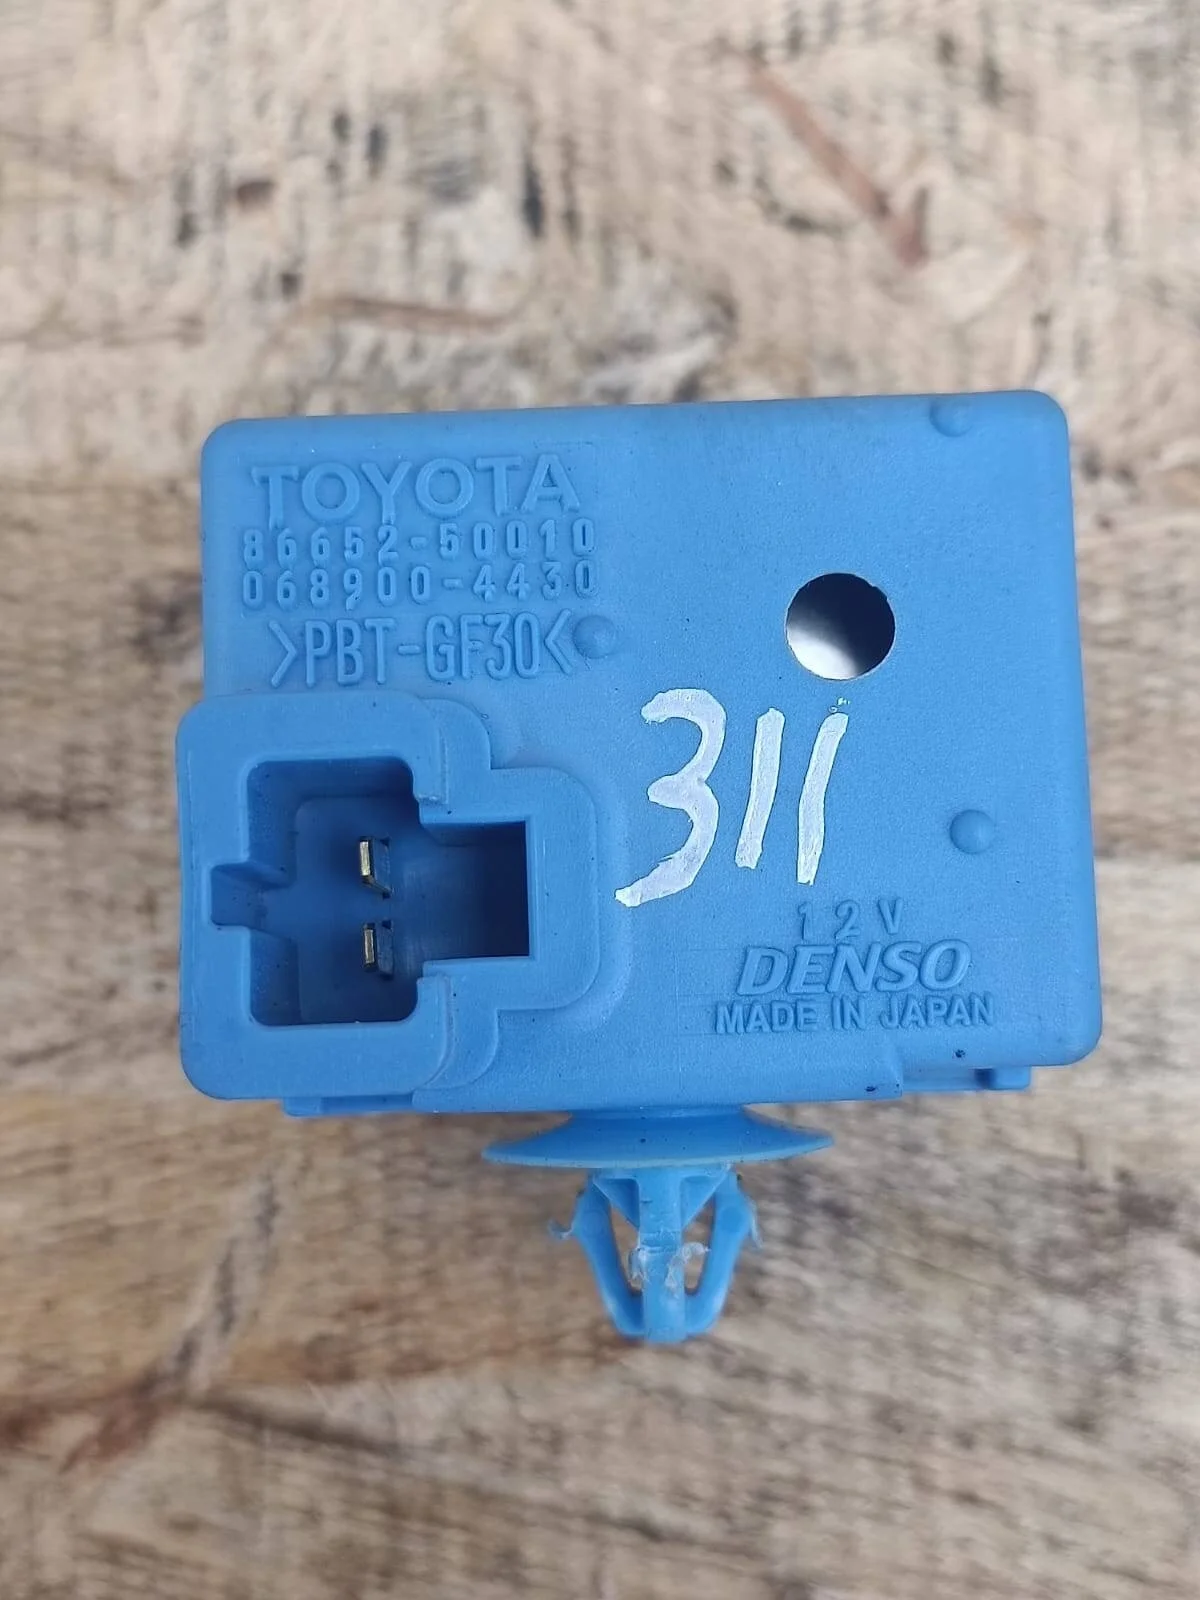 TOYOTA
86652-50010
068900-4430
>PBT-GF30<
311
12V
DENSO
MADE IN JAPAN